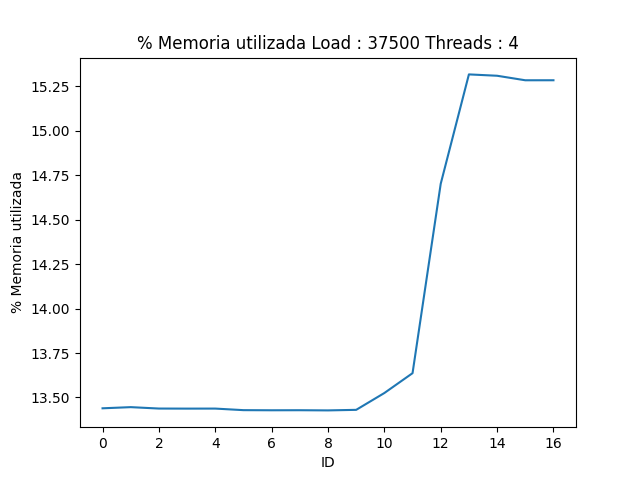 % Memoria utilizada Load : 37500 Threads : 4
15.25
15.00
14.75
14.50
14.25
14.00
13.75
13.50
% Memoria utilizada
0 2 4 6 8 10 12 14 16
ID